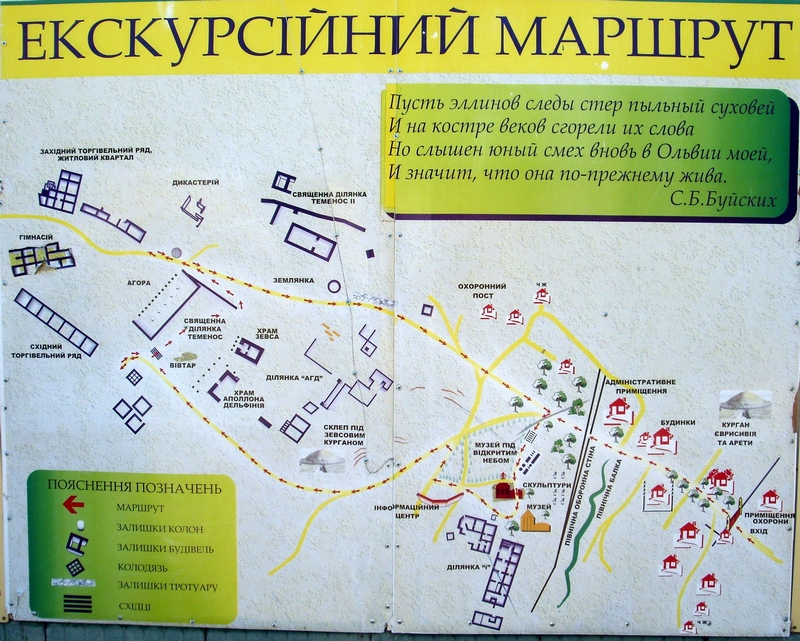 ЕКСКУРСІЙНИЙ МАРШРУТ
Пусть эллинов следы стер пыльный суховей
И на костре веков сгорели их слова
Но слышен юный смех вновь в Ольвии моей,
И значит, что она по-прежнему жива.
С.Б.Буйских
ЗАХІДНИЙ ТОРГІВЕЛЬНИЙ РЯД,
ЖИТЛОВИЙ КВАРТАЛ
ДИКАСТЕРІЙ
СВЯЩЕННА ДІЛЯНКА
ТЕМЕНОС ІІ
ГІМНАСІЙ
АГОРА
ЗЕМЛЯНКА
ОХОРОННИЙ
ПОСТ
Ч Ж
СХІДНИЙ
ТОРГІВЕЛЬНИЙ РЯД
СВЯЩЕННА
ДІЛЯНКА
ТЕМЕНОС
ХРАМ
ЗЕВСА
ВІВТАР
ДІЛЯНКА "АГД"
ХРАМ
АПОЛЛОНА
ДЕЛЬФІНІЯ
СКЛЕП ПІД
ЗЕВСОВИМ
КУРГАНОМ
АДМІНІСТРАТИВНЕ
ПРИМІЩЕННЯ
БУДИНКИ
КУРГАН
ЄВРИСИВІЯ
ТА АРЕТИ
МУЗЕЙ ПІД
ВІДКРИТИМ
НЕБОМ
СКУЛЬПТУРИ
МУЗЕЙ
ІНФОРМАЦІЙНИЙ
ЦЕНТР
ПІВНІЧНА ОБОРОННА СТІНА
ПІВНІЧНА БАЛКА
ПРИМІЩЕННЯ
ОХОРОНИ
ВХІД
ДІЛЯНКА "І"
Ч Ж
ПОЯСНЕННЯ ПОЗНАЧЕНЬ
МАРШРУТ
ЗАЛИШКИ КОЛОН
ЗАЛИШКИ БУДІВЕЛЬ
КОЛОДЯЗЬ
ЗАЛИШКИ ТРОТУАРУ
СХІДЦІ